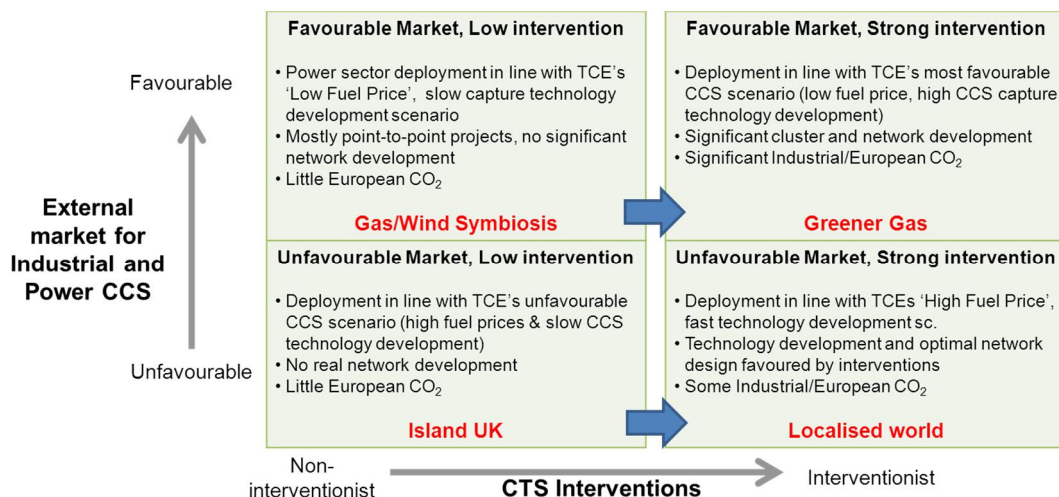 Favourable Market, Low intervention
• Power sector deployment in line with TCE's
'Low Fuel Price', slow capture technology
development scenario
• Mostly point-to-point projects, no significant
network development
• Little European CO₂
Gas/Wind Symbiosis
Favourable Market, Strong intervention
• Deployment in line with TCE's most favourable
CCS scenario (low fuel price, high CCS capture
technology development)
• Significant cluster and network development
• Significant Industrial/European CO₂
Greener Gas
Favourable
External
market for
Industrial and
Power CCS
Unfavourable
Unfavourable Market, Low intervention
• Deployment in line with TCE's unfavourable
CCS scenario (high fuel prices & slow CCS
technology development)
• No real network development
• Little European CO₂
Island UK
Unfavourable Market, Strong intervention
• Deployment in line with TCEs 'High Fuel Price',
fast technology development sc.
• Technology development and optimal network
design favoured by interventions
• Some Industrial/European CO₂
Localised world
Non-
interventionist
CTS Interventions
Interventionist